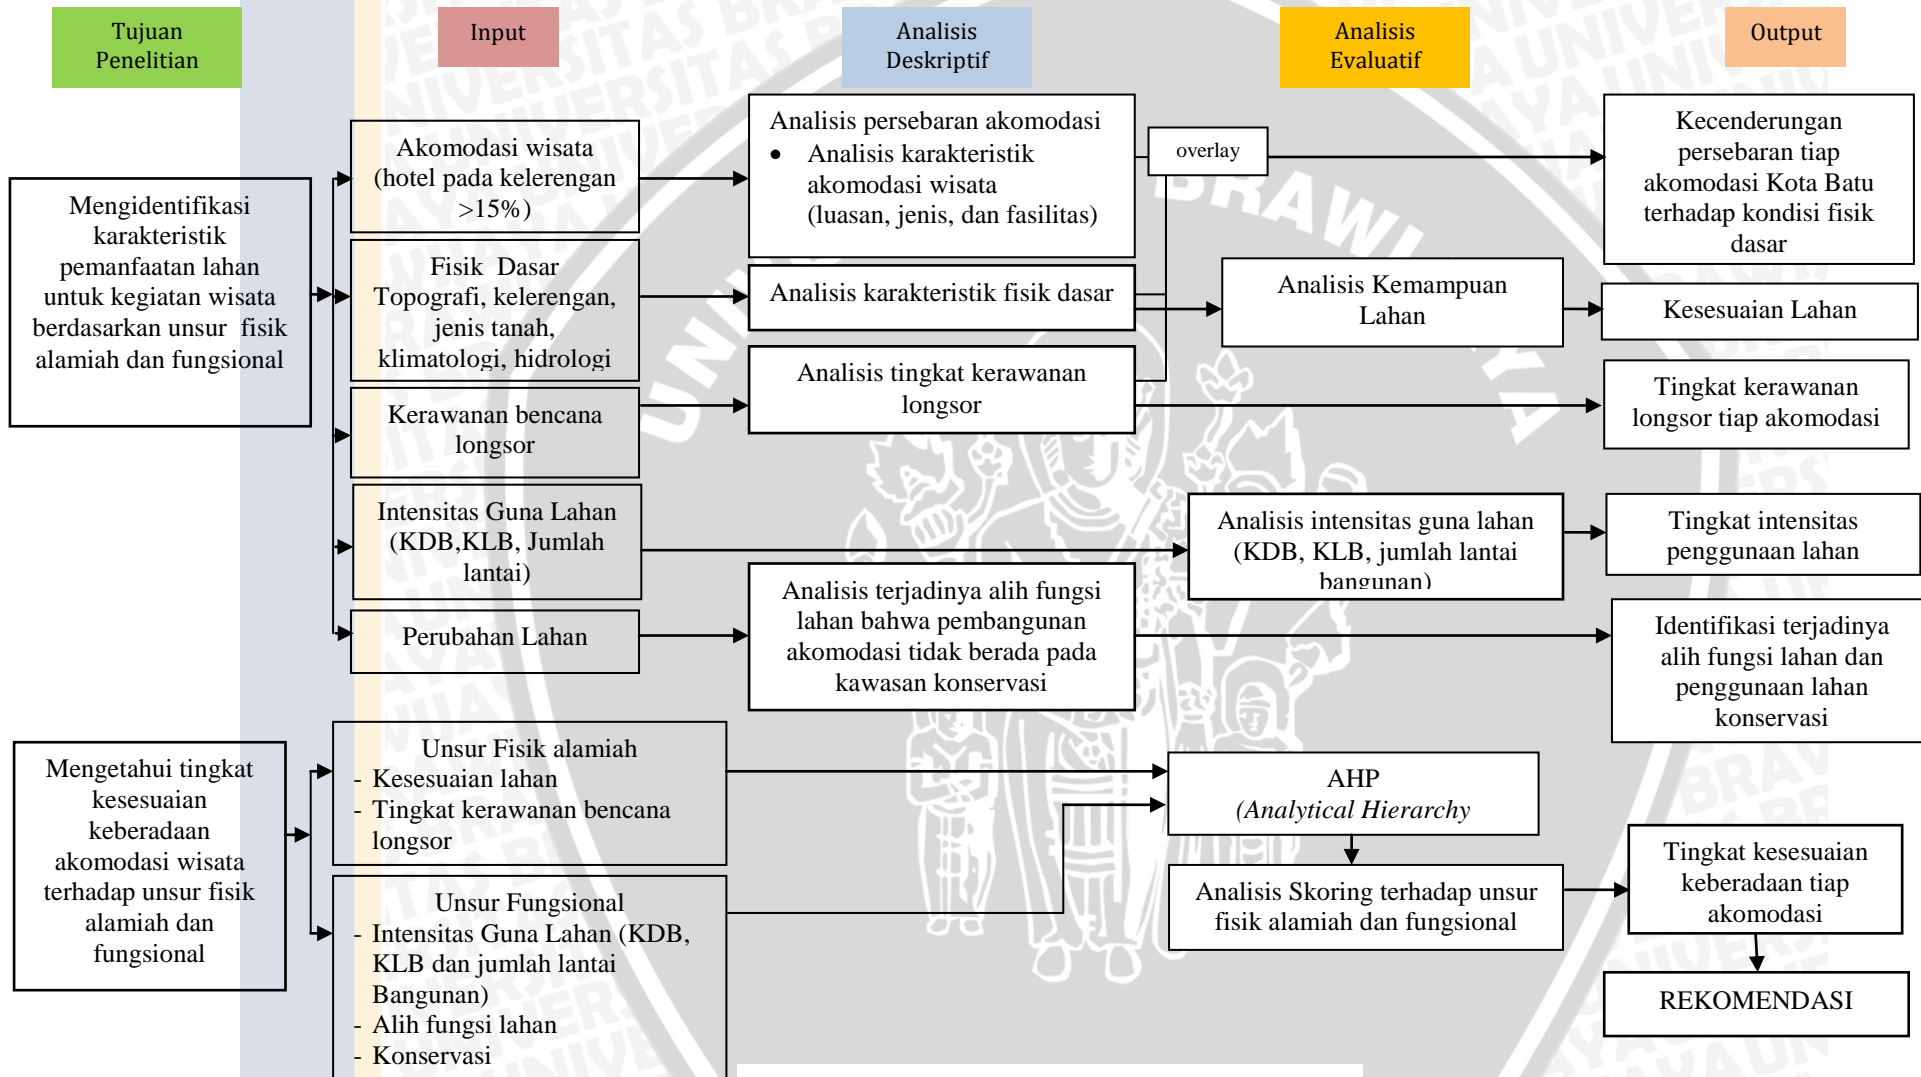 Tujuan
Penelitian
Input
Analisis
Deskriptif
Analisis
Evaluatif
Output
Mengidentifikasi
karakteristik
pemanfaatan lahan
untuk kegiatan wisata
berdasarkan unsur fisik
alamiah dan fungsional
Akomodasi wisata
(hotel pada kelerengan
>15%)
Fisik Dasar
Topografi, kelerengan,
jenis tanah,
klimatologi, hidrologi
Kerawanan bencana
longsor
Intensitas Guna Lahan
(KDB,KLB, Jumlah
lantai)
Perubahan Lahan
Analisis persebaran akomodasi
• Analisis karakteristik
akomodasi wisata
(luasan, jenis, dan fasilitas)
Analisis karakteristik fisik dasar
Analisis tingkat kerawanan
longsor
Analisis terjadinya alih fungsi
lahan bahwa pembangunan
akomodasi tidak berada pada
kawasan konservasi
overlay
Analisis Kemampuan
Lahan
Analisis intensitas guna lahan
(KDB, KLB, jumlah lantai
bangunan)
Kecenderungan
persebaran tiap
akomodasi Kota Batu
terhadap kondisi fisik
dasar
Kesesuaian Lahan
Tingkat kerawanan
longsor tiap akomodasi
Tingkat intensitas
penggunaan lahan
Identifikasi terjadinya
alih fungsi lahan dan
penggunaan lahan
konservasi
Mengetahui tingkat
kesesuaian
keberadaan
akomodasi wisata
terhadap unsur fisik
alamiah dan
fungsional
Unsur Fisik alamiah
- Kesesuaian lahan
- Tingkat kerawanan bencana
longsor
Unsur Fungsional
- Intensitas Guna Lahan (KDB,
KLB dan jumlah lantai
Bangunan)
- Alih fungsi lahan
- Konservasi
AHP
(Analytical Hierarchy
Analisis Skoring terhadap unsur
fisik alamiah dan fungsional
Tingkat kesesuaian
keberadaan tiap
akomodasi
REKOMENDASI